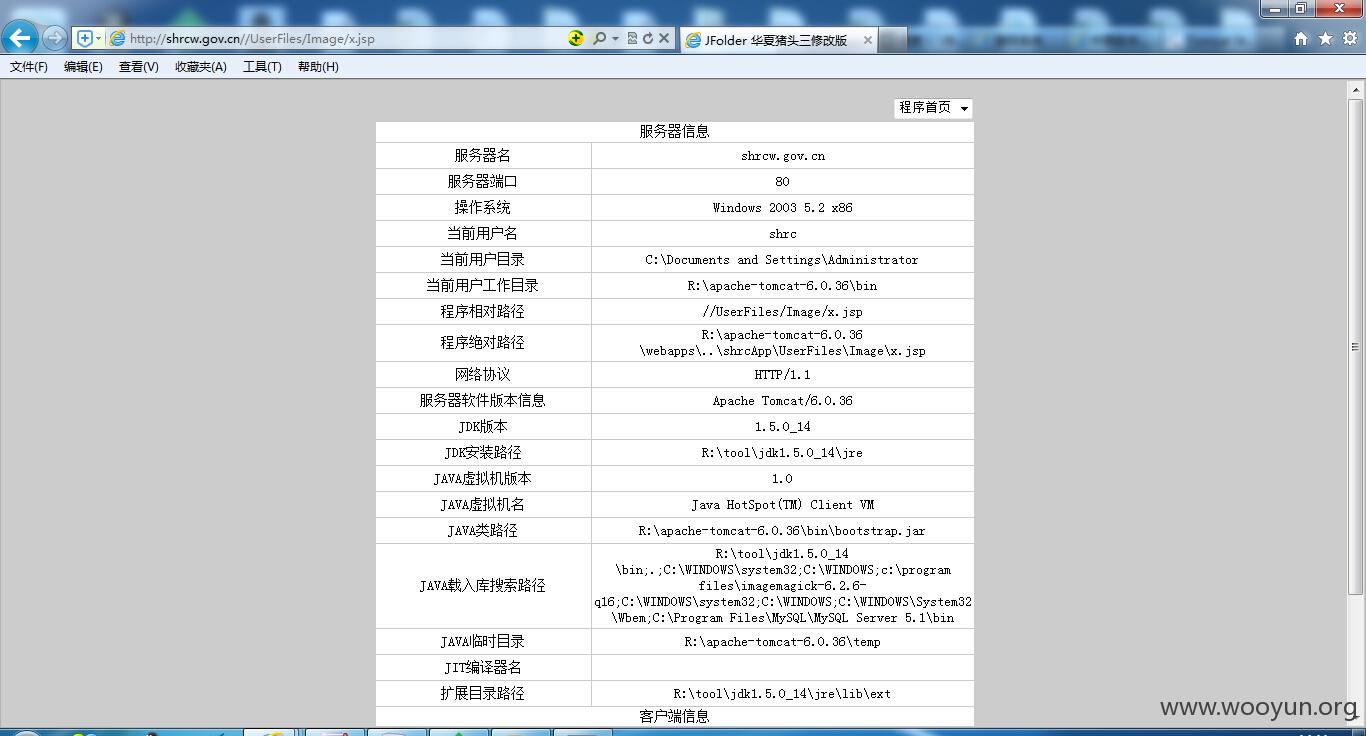 http://shrcw.gov.cn//UserFiles/Image/x.jsp
JFolder 华夏猪头三修改版
文件(F) 编辑(E) 查看(V) 收藏夹(A) 工具(T) 帮助(H)
程序首页
服务器信息
服务器名 shrcw.gov.cn
服务器端口 80
操作系统 Windows 2003 5.2 x86
当前用户名 shrc
当前用户目录 C:\Documents and Settings\Administrator
当前用户工作目录 R:\apache-tomcat-6.0.36\bin
程序相对路径 //UserFiles/Image/x.jsp
程序绝对路径 R:\apache-tomcat-6.0.36
\webapps\..\shrcApp\UserFiles\Image\x.jsp
网络协议 HTTP/1.1
服务器软件版本信息 Apache Tomcat/6.0.36
JDK版本 1.5.0_14
JDK安装路径 R:\tool\jdk1.5.0_14\jre
JAVA虚拟机版本 1.0
JAVA虚拟机名 Java HotSpot(TM) Client VM
JAVA类路径 R:\apache-tomcat-6.0.36\bin\bootstrap.jar
JAVA载入库搜索路径 R:\tool\jdk1.5.0_14
\bin;.;C:\WINDOWS\system32;C:\WINDOWS;c:\program
files\imagemagick-6.2.6-
q16;C:\WINDOWS\system32;C:\WINDOWS;C:\WINDOWS\System32
\Wbem;C:\Program Files\MySQL\MySQL Server 5.1\bin
JAVA临时目录 R:\apache-tomcat-6.0.36\temp
JIT编译器名
扩展目录路径 R:\tool\jdk1.5.0_14\jre\lib\ext
客户端信息
www.wooyun.org